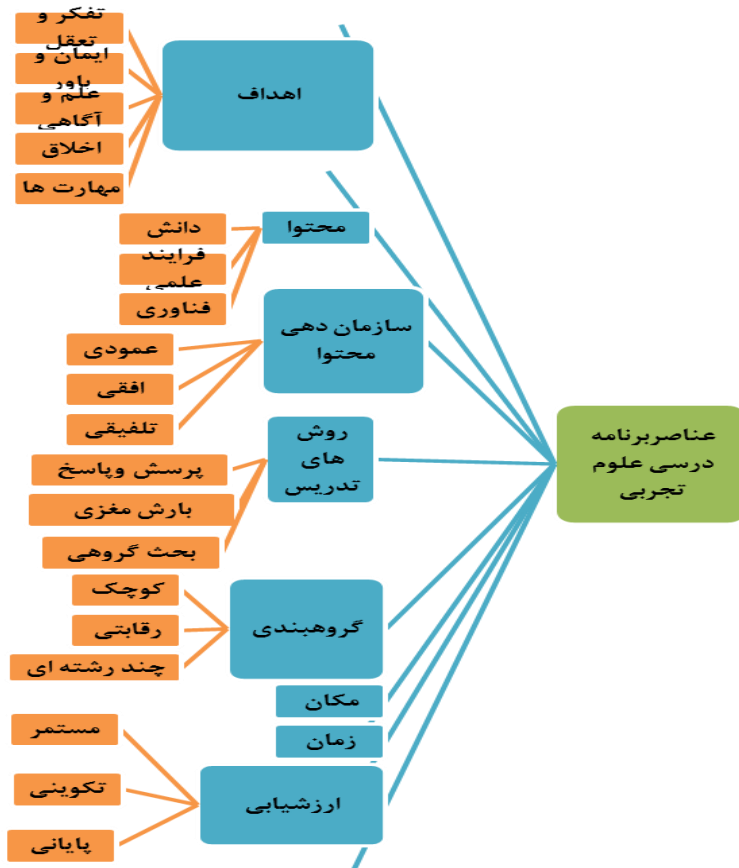 عناصربرنامه
درسی علوم
تجربی
اهداف
تفکر و
تعقل
ایمان و
باور
علم و
آگاهی
اخلاق
مهارت ها
محتوا
دانش
فرایند
علمی
فناوری
سازمان دهی
محتوا
عمودی
افقی
تلفیقی
روش
های
تدریس
پرسش وپاسخ
بارش مغزی
بحث گروهی
گروهبندی
کوچک
رقابتی
چند رشته ای
مکان
زمان
ارزشیابی
مستمر
تکوینی
پایانی